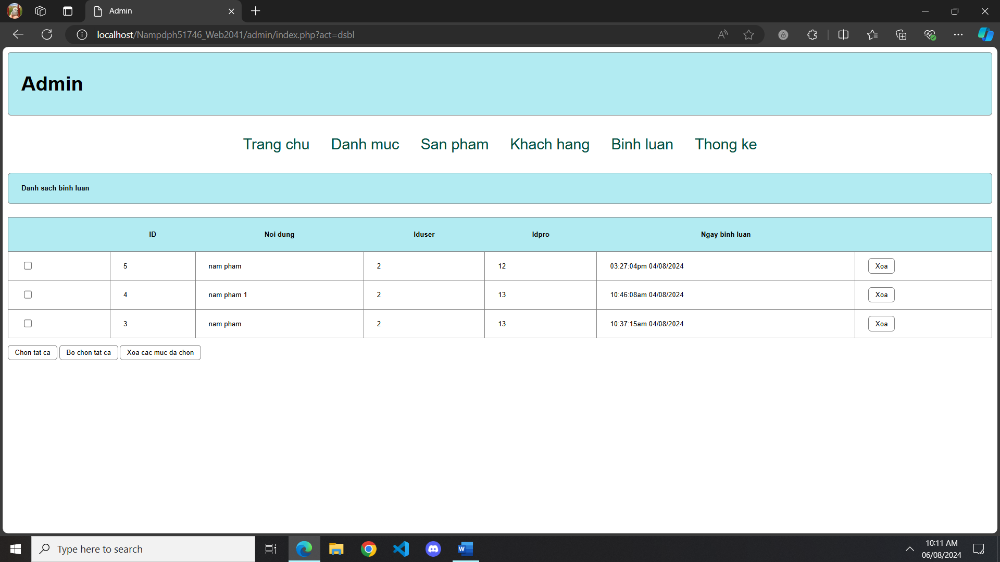 Admin
localhost/Nampdph51746_Web2041/admin/index.php?act=dsbl
Admin
Trang chu Danh muc San pham Khach hang Binh luan Thong ke
Danh sach binh luan
ID Noi dung Iduser Idpro Ngay binh luan
5 nam pham 2 12 03:27:04pm 04/08/2024 Xoa
4 nam pham 1 2 13 10:46:08am 04/08/2024 Xoa
3 nam pham 2 13 10:37:15am 04/08/2024 Xoa
Chon tat ca Bo chon tat ca Xoa cac muc da chon
Type here to search
10:11 AM
06/08/2024